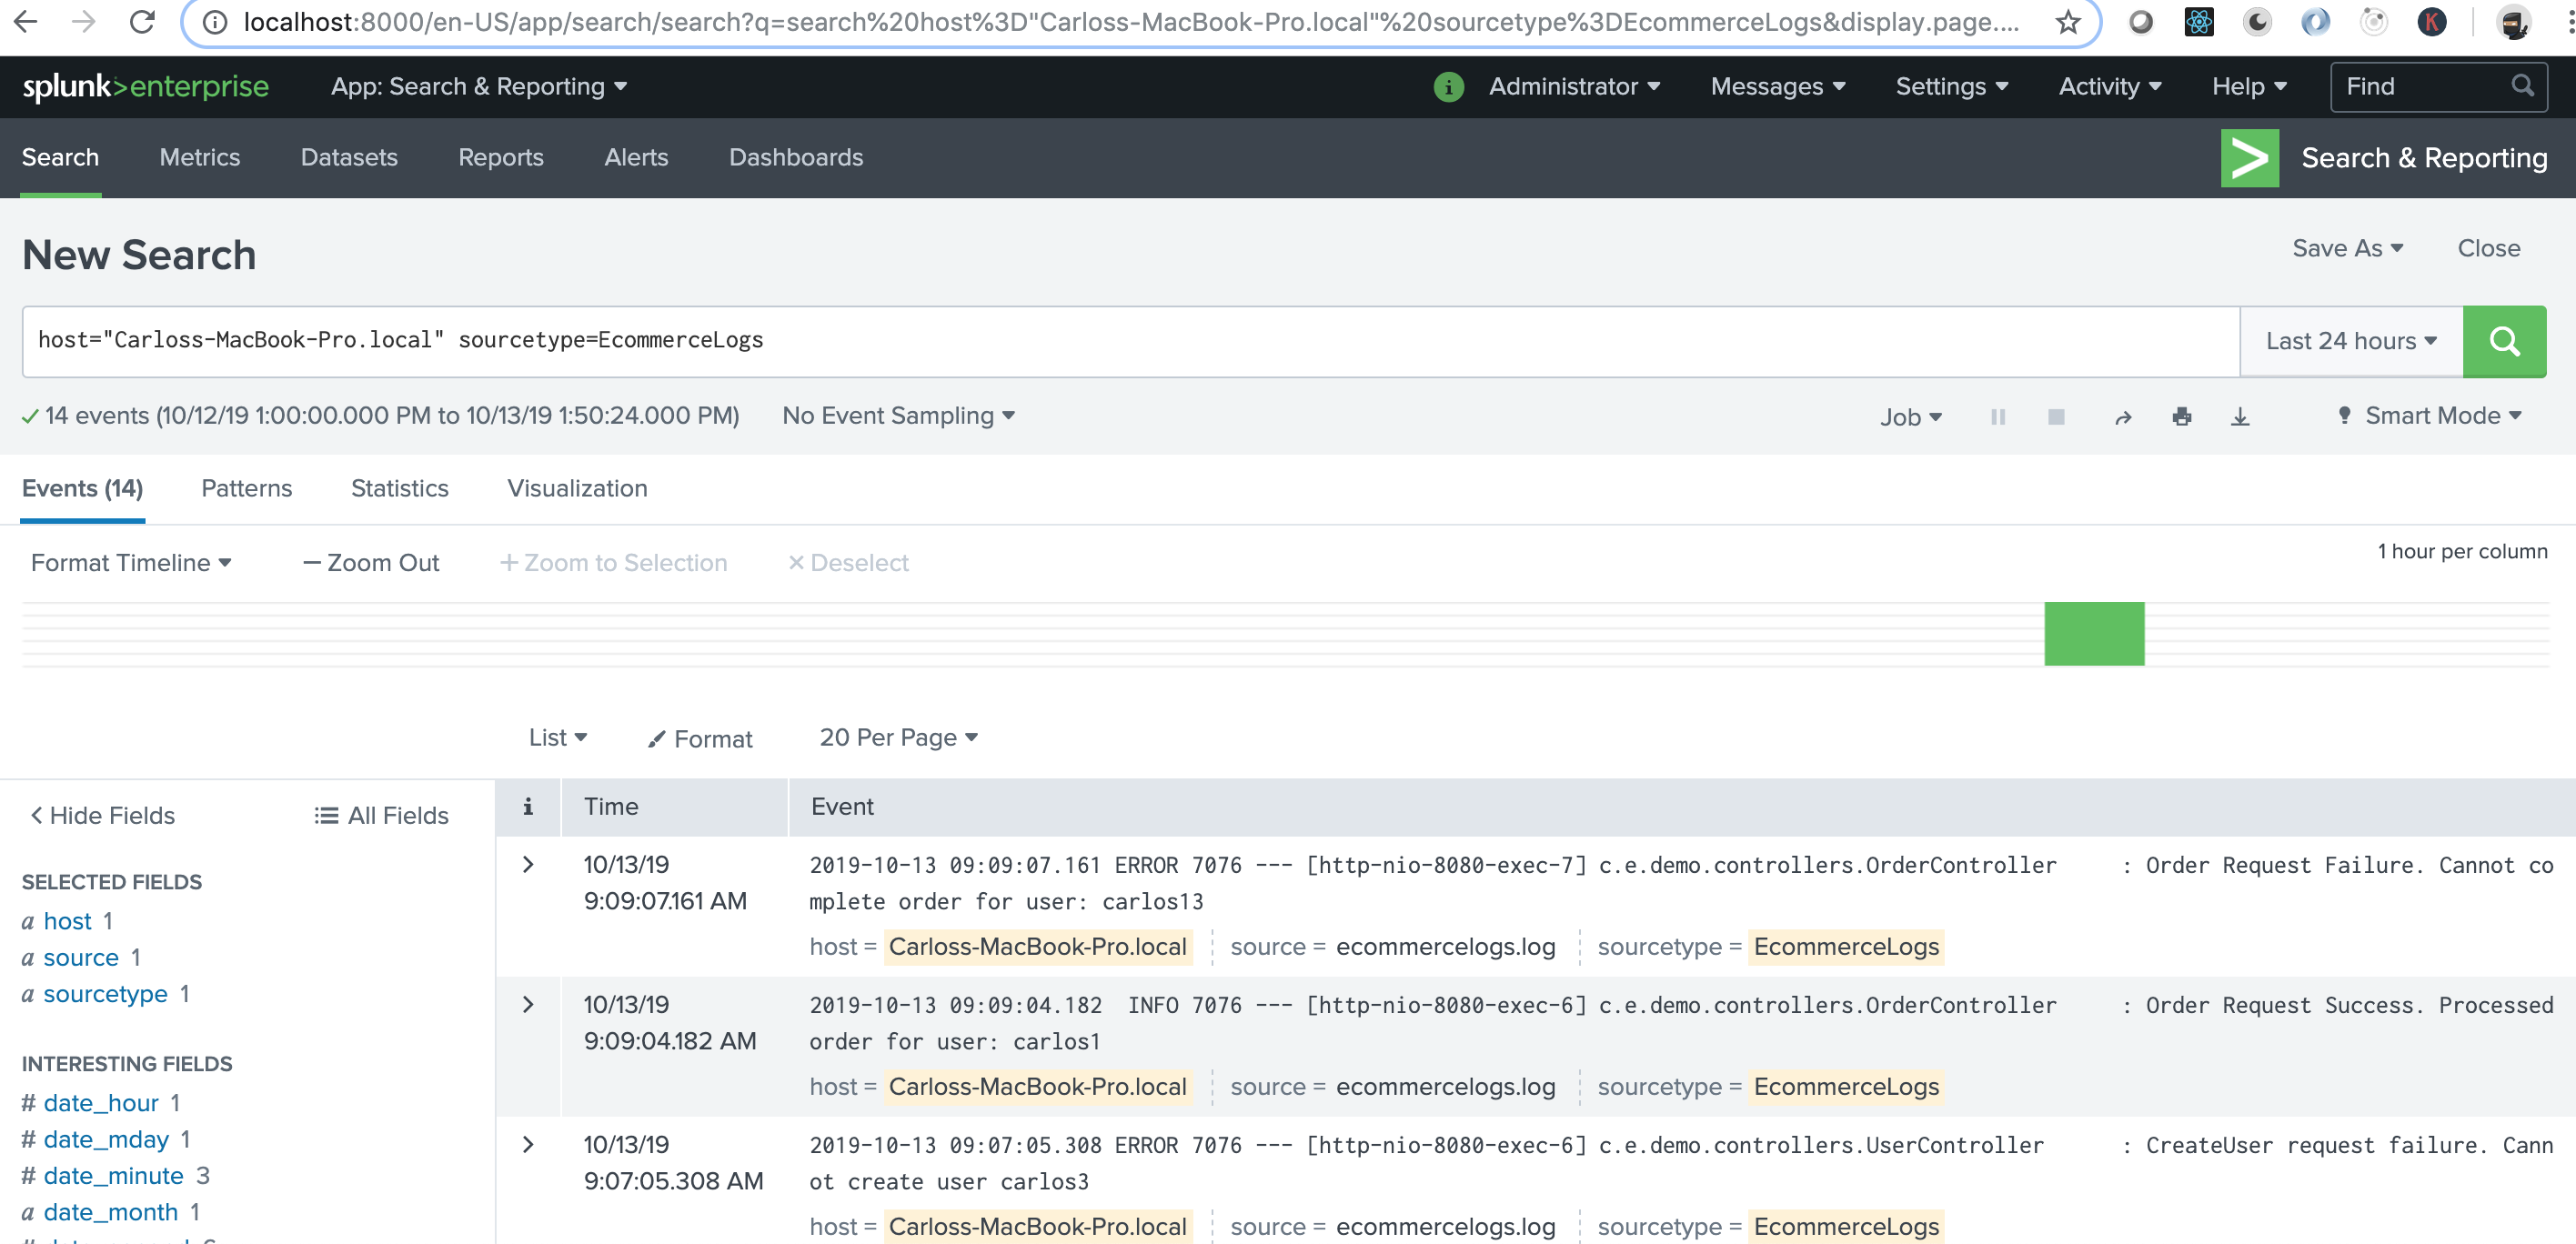 localhost:8000/en-US/app/search/search?q=search%20host%3D"Carloss-MacBook-Pro.local"%20sourcetype%3DEcommerceLogs&display.page....
K
splunk>enterprise App: Search & Reporting i Administrator Messages Settings Activity Help Find
Search Metrics Datasets Reports Alerts Dashboards > Search & Reporting
New Search Save As Close
host="Carloss-MacBook-Pro.local" sourcetype=EcommerceLogs Last 24 hours
14 events (10/12/19 1:00:00.000 PM to 10/13/19 1:50:24.000 PM) No Event Sampling Job Smart Mode
Events (14) Patterns Statistics Visualization
Format Timeline — Zoom Out + Zoom to Selection × Deselect 1 hour per column
List Format 20 Per Page
< Hide Fields All Fields
SELECTED FIELDS
a host 1
a source 1
a sourcetype 1
INTERESTING FIELDS
# date_hour 1
# date_mday 1
# date_minute 3
a date_month 1
i Time Event
> 10/13/19 2019-10-13 09:09:07.161 ERROR 7076 --- [http-nio-8080-exec-7] c.e.demo.controllers.OrderController : Order Request Failure. Cannot co
9:09:07.161 AM mplete order for user: carlos13
host = Carloss-MacBook-Pro.local source = ecommercelogs.log sourcetype = EcommerceLogs
> 10/13/19 2019-10-13 09:09:04.182 INFO 7076 --- [http-nio-8080-exec-6] c.e.demo.controllers.OrderController : Order Request Success. Processed
9:09:04.182 AM order for user: carlos1
host = Carloss-MacBook-Pro.local source = ecommercelogs.log sourcetype = EcommerceLogs
> 10/13/19 2019-10-13 09:07:05.308 ERROR 7076 --- [http-nio-8080-exec-6] c.e.demo.controllers.UserController : CreateUser request failure. Cann
9:07:05.308 AM ot create user carlos3
host = Carloss-MacBook-Pro.local source = ecommercelogs.log sourcetype = EcommerceLogs